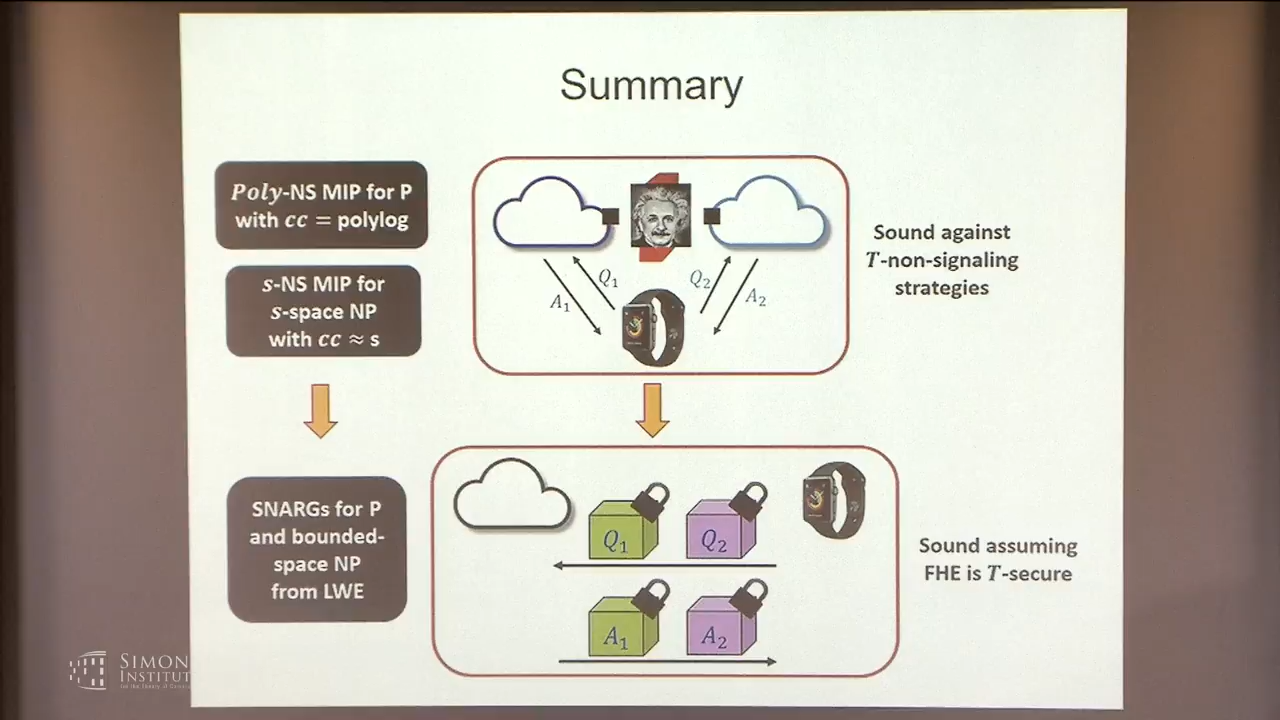 Summary
Poly-NS MIP for P
with cc = polylog
s-NS MIP for
s-space NP
with cc ≈ s
Q₁
A₁
Q₂
A₂
Sound against
T-non-signaling
strategies
SNARGs for P
and bounded-
space NP
from LWE
Q₁
Q₂
A₁
A₂
Sound assuming
FHE is T-secure
SIMON
INSTITUT